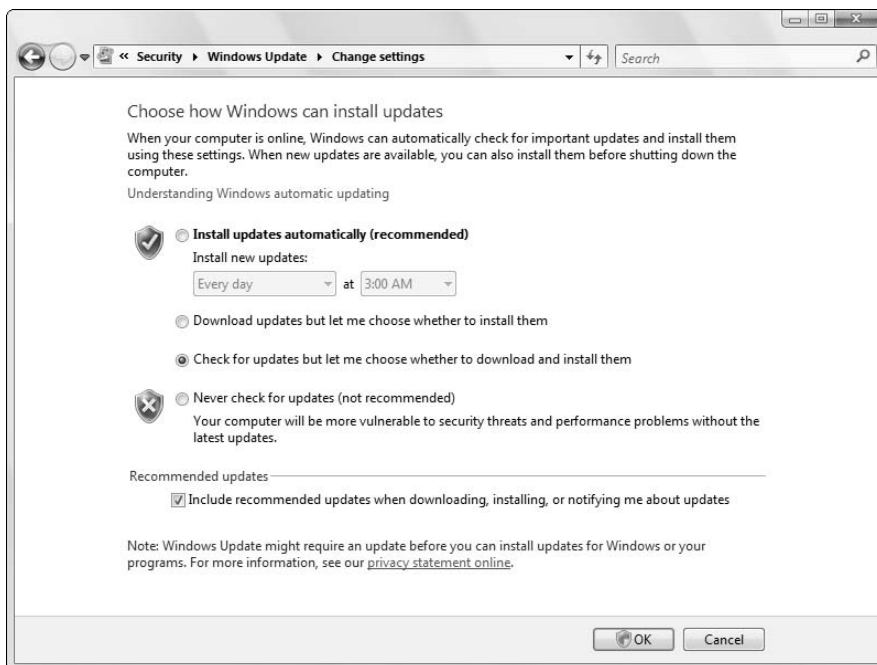 « Security ▸ Windows Update ▸ Change settings
Search
Choose how Windows can install updates
When your computer is online, Windows can automatically check for important updates and install them
using these settings. When new updates are available, you can also install them before shutting down the
computer.
Understanding Windows automatic updating
Install updates automatically (recommended)
Install new updates:
Every day at 3:00 AM
Download updates but let me choose whether to install them
Check for updates but let me choose whether to download and install them
Never check for updates (not recommended)
Your computer will be more vulnerable to security threats and performance problems without the
latest updates.
Recommended updates
Include recommended updates when downloading, installing, or notifying me about updates
Note: Windows Update might require an update before you can install updates for Windows or your
programs. For more information, see our privacy statement online.
OK Cancel